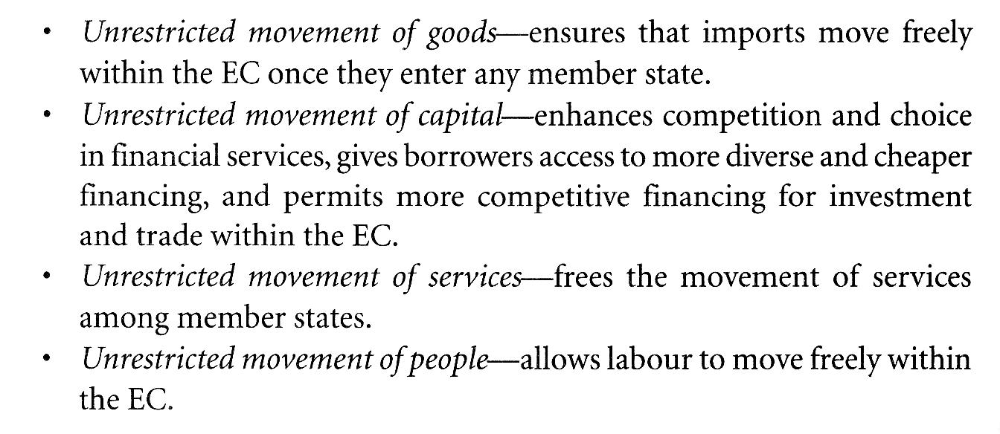 • Unrestricted movement of goods—ensures that imports move freely
within the EC once they enter any member state.
• Unrestricted movement of capital—enhances competition and choice
in financial services, gives borrowers access to more diverse and cheaper
financing, and permits more competitive financing for investment
and trade within the EC.
• Unrestricted movement of services—frees the movement of services
among member states.
• Unrestricted movement of people—allows labour to move freely within
the EC.